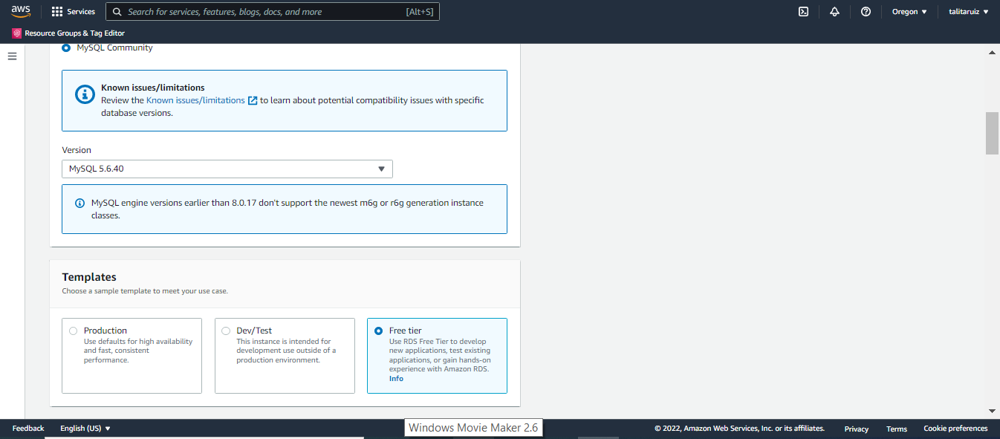 aws
Services
Search for services, features, blogs, docs, and more
[Alt+S]
Oregon
talitaruiz
Resource Groups & Tag Editor
MySQL Community
Known issues/limitations
Review the Known issues/limitations to learn about potential compatibility issues with specific
database versions.
Version
MySQL 5.6.40
MySQL engine versions earlier than 8.0.17 don't support the newest m6g or r6g generation instance
classes.
Templates
Choose a sample template to meet your use case.
Production
Use defaults for high availability
and fast, consistent
performance.
Dev/Test
This instance is intended for
development use outside of a
production environment.
Free tier
Use RDS Free Tier to develop
new applications, test existing
applications, or gain hands-on
experience with Amazon RDS.
Info
Feedback
English (US)
Windows Movie Maker 2.6
© 2022, Amazon Web Services, Inc. or its affiliates.
Privacy
Terms
Cookie preferences